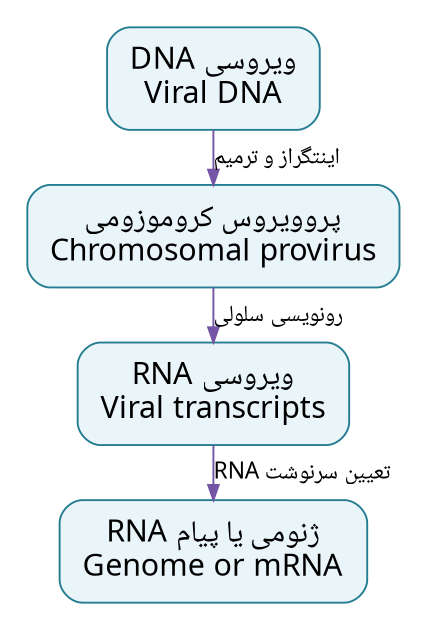 DNA ویروسی
Viral DNA
اینتگراز و ترمیم
پروویروس کروموزومی
Chromosomal provirus
رونویسی سلولی
RNA ویروسی
Viral transcripts
تعیین سرنوشت RNA
RNA ژنومی یا پیام
Genome or mRNA